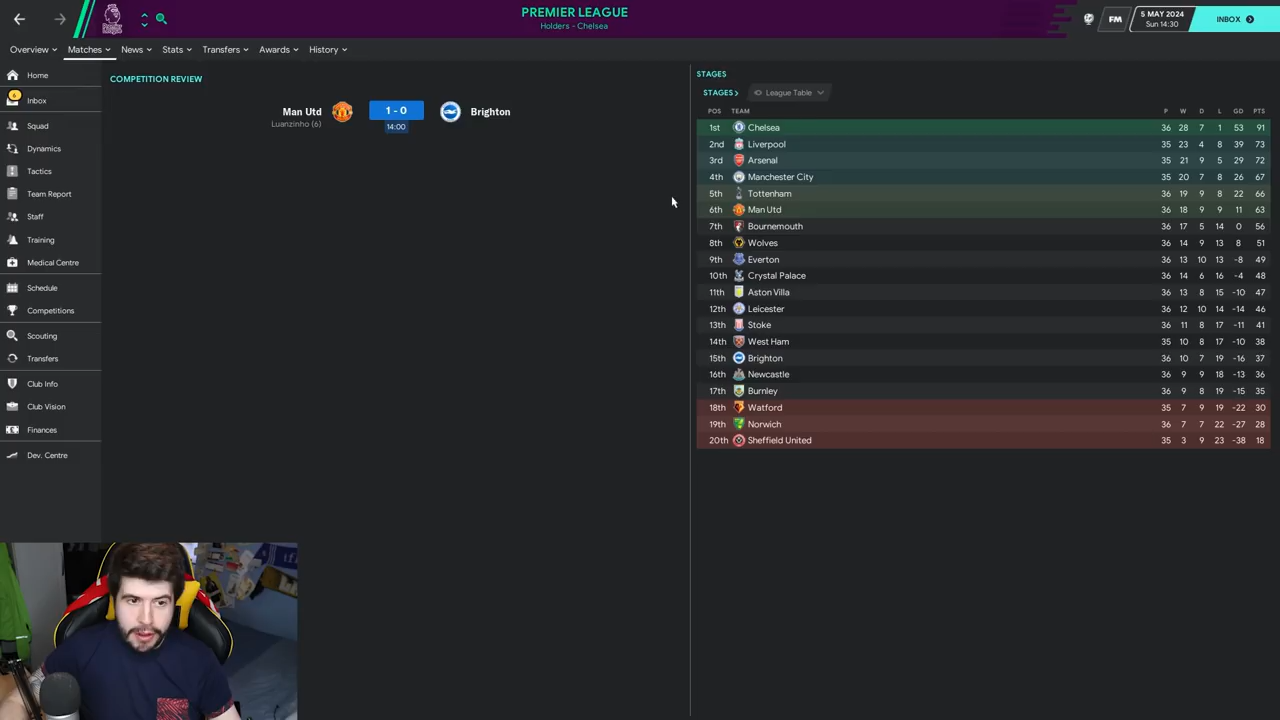 PREMIER LEAGUE
Holders - Chelsea
FM
5 MAY 2024
Sun 14:30
INBOX
Overview
Matches
News
Stats
Transfers
Awards
History
Home
6
Inbox
Squad
Dynamics
Tactics
Team Report
Staff
Training
Medical Centre
Schedule
Competitions
Scouting
Transfers
Club Info
Club Vision
Finances
Dev. Centre
COMPETITION REVIEW
Man Utd 1 - 0 Brighton
Luanzinho (6)
14:00
STAGES
STAGES League Table
POS TEAM P W D L GD PTS
1st Chelsea 36 28 7 1 53 91
2nd Liverpool 35 23 4 8 39 73
3rd Arsenal 35 21 9 5 29 72
4th Manchester City 35 20 7 8 26 67
5th Tottenham 36 19 9 8 22 66
6th Man Utd 36 18 9 9 11 63
7th Bournemouth 36 17 5 14 0 56
8th Wolves 36 14 9 13 8 51
9th Everton 36 13 10 13 -8 49
10th Crystal Palace 36 14 6 16 -4 48
11th Aston Villa 36 13 8 15 -10 47
12th Leicester 36 12 10 14 -14 46
13th Stoke 36 11 8 17 -11 41
14th West Ham 35 10 8 17 -10 38
15th Brighton 36 10 7 19 -16 37
16th Newcastle 36 9 9 18 -13 36
17th Burnley 36 9 8 19 -15 35
18th Watford 35 7 9 19 -22 30
19th Norwich 36 7 7 22 -27 28
20th Sheffield United 35 3 9 23 -38 18